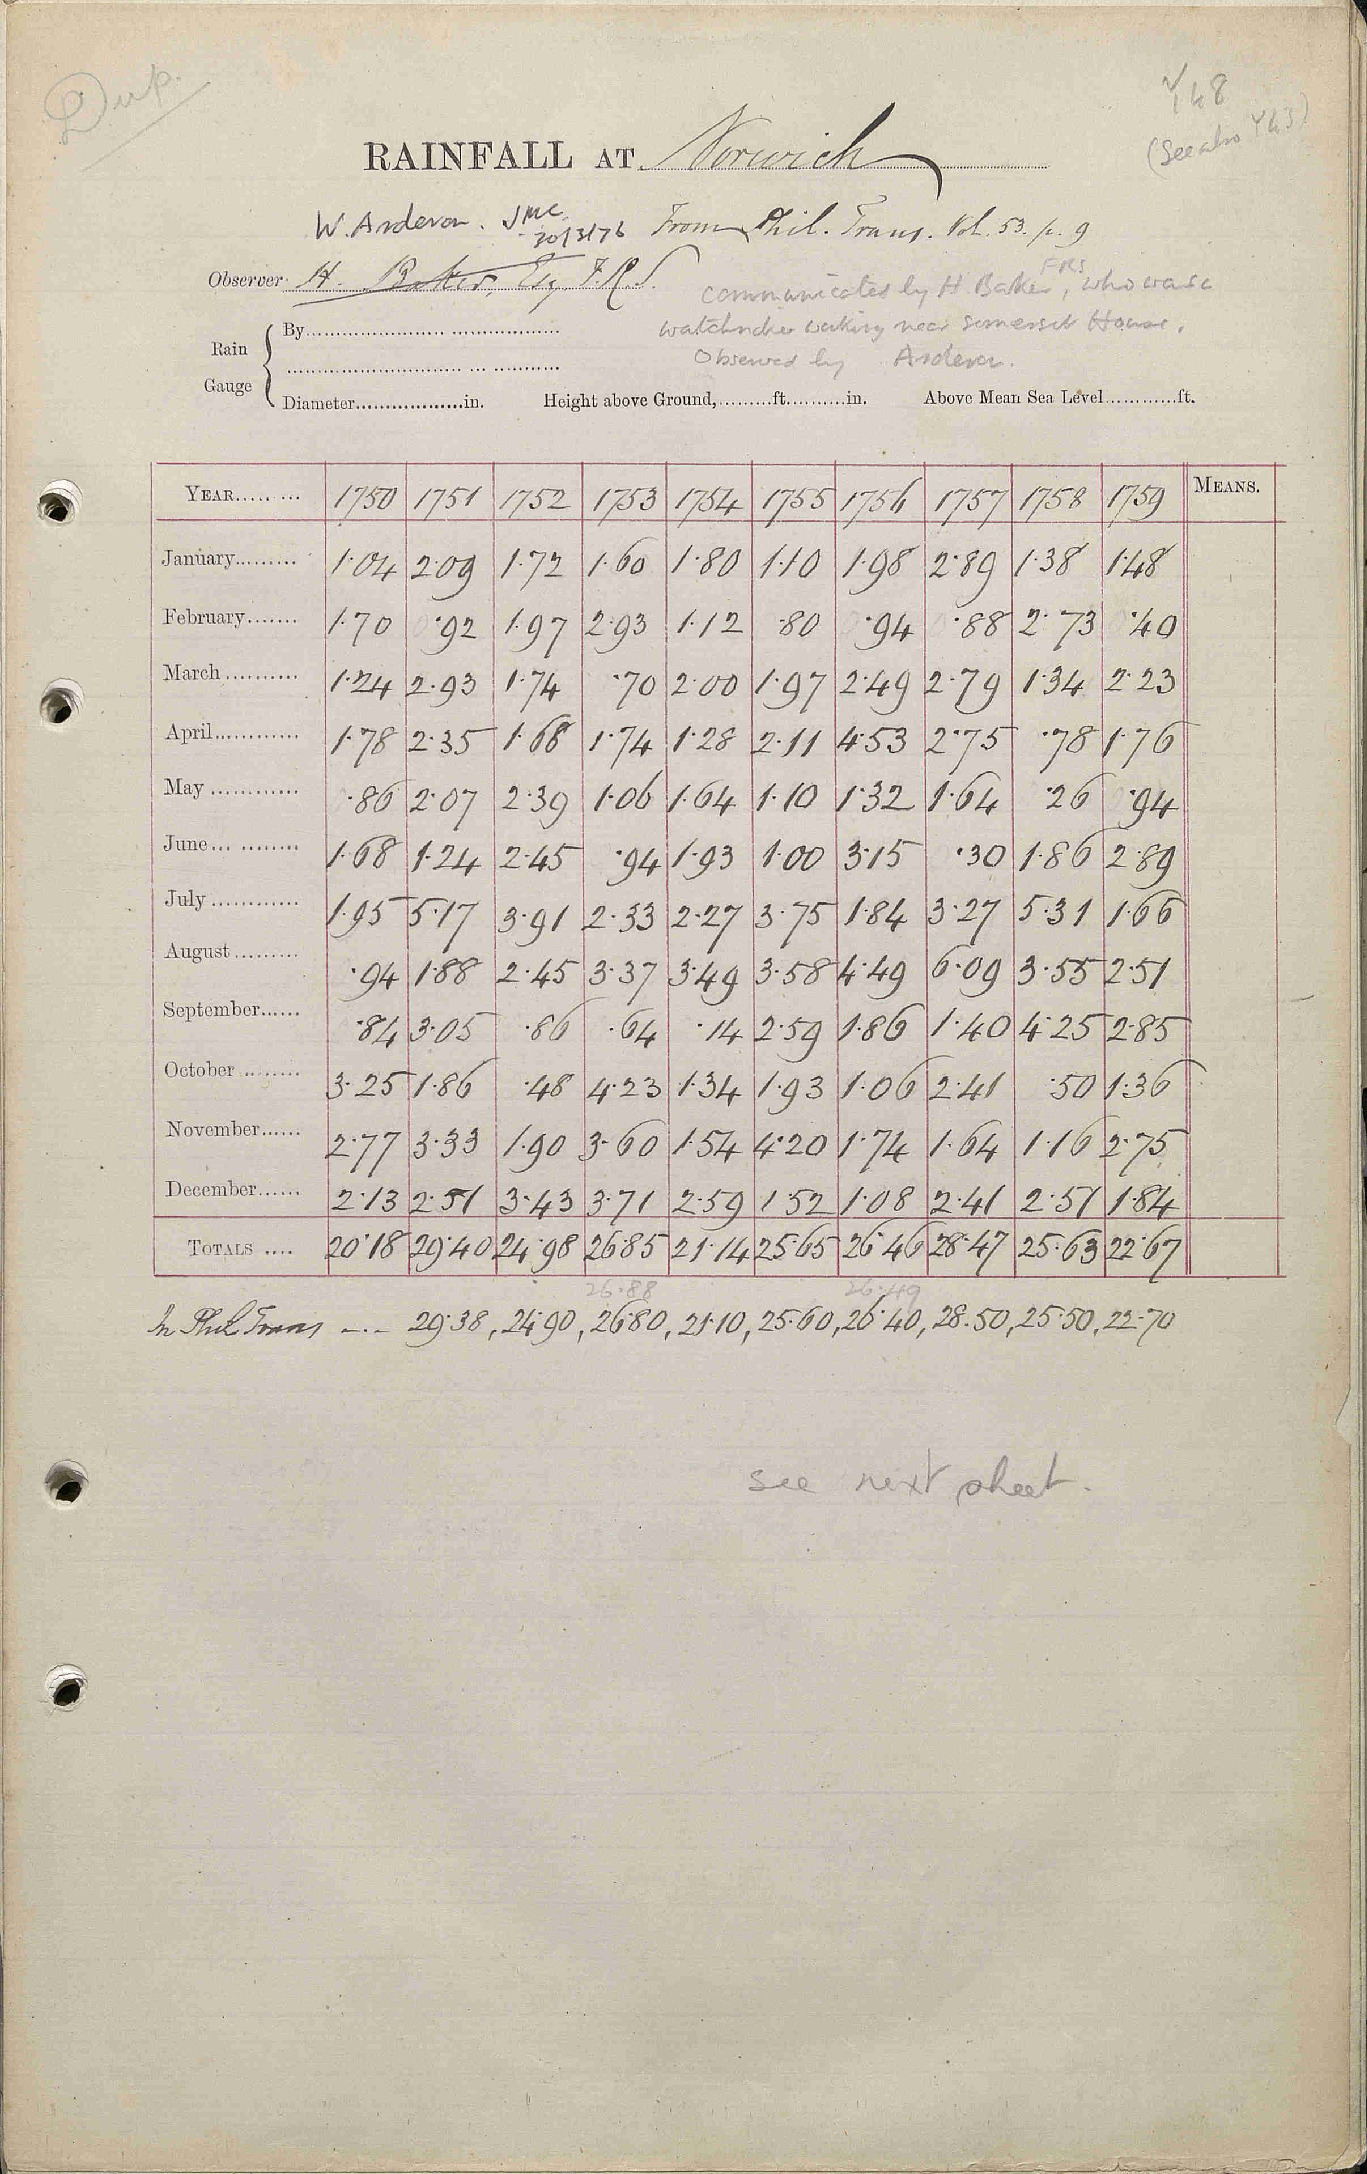 Dup.
Y48
(See also Y43)
RAINFALL AT Norwich
W. Arderon. JMC 20/3/76 From Phil. Trans. Vol. 53. p. 9
Observer H. Baker, Esq F.R.S.
communicated by H. Baker FRS, who was a
watchmaker working near Somerset House.
Observed by Arderon.
Rain Gauge { By
Diameter in. Height above Ground, ft. in. Above Mean Sea Level ft.
YEAR 1750 1751 1752 1753 1754 1755 1756 1757 1758 1759 MEANS.
January 1.04 2.09 1.72 1.60 1.80 1.10 1.98 2.89 1.38 1.48
February 1.70 .92 1.97 2.93 1.12 .80 .94 .88 2.73 .40
March 1.24 2.93 1.74 .70 2.00 1.97 2.49 2.79 1.34 2.23
April 1.78 2.35 1.68 1.74 1.28 2.11 4.53 2.75 .78 1.76
May .86 2.07 2.39 1.06 1.64 1.10 1.32 1.64 .26 .94
June 1.68 1.24 2.45 .94 1.93 1.00 3.15 .30 1.86 2.89
July 1.95 5.17 3.91 2.33 2.27 3.75 1.84 3.27 5.31 1.66
August .94 1.88 2.45 3.37 3.49 3.58 4.49 6.09 3.55 2.51
September .84 3.05 .86 .64 .14 2.59 1.86 1.40 4.25 2.85
October 3.25 1.86 .48 4.23 1.34 1.93 1.06 2.41 .50 1.36
November 2.77 3.33 1.90 3.60 1.54 4.20 1.74 1.64 1.16 2.75
December 2.13 2.51 3.43 3.71 2.59 1.52 1.08 2.41 2.51 1.84
TOTALS 20.18 29.40 24.98 26.85 21.14 25.65 26.46 28.47 25.63 22.67
26.88 26.49
In Phil Trans -.- 29.38, 24.90, 26.80, 21.10, 25.60, 26.40, 28.50, 25.50, 22.70
see next sheet.